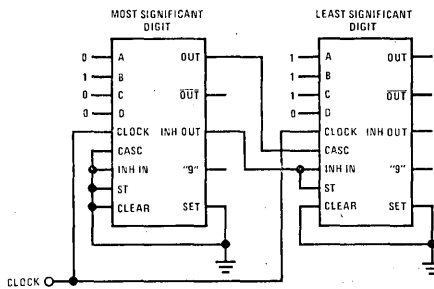 MOST SIGNIFICANT
DIGIT
0 A OUT
1 B
0 C OUT
0 D
CLOCK INH OUT
CASC
INH IN "9"
ST
CLEAR SET
LEAST SIGNIFICANT
DIGIT
1 A OUT
1 B
1 C OUT
0 D
CLOCK INH OUT
CASC
INH IN "9"
ST
CLEAR SET
CLOCK